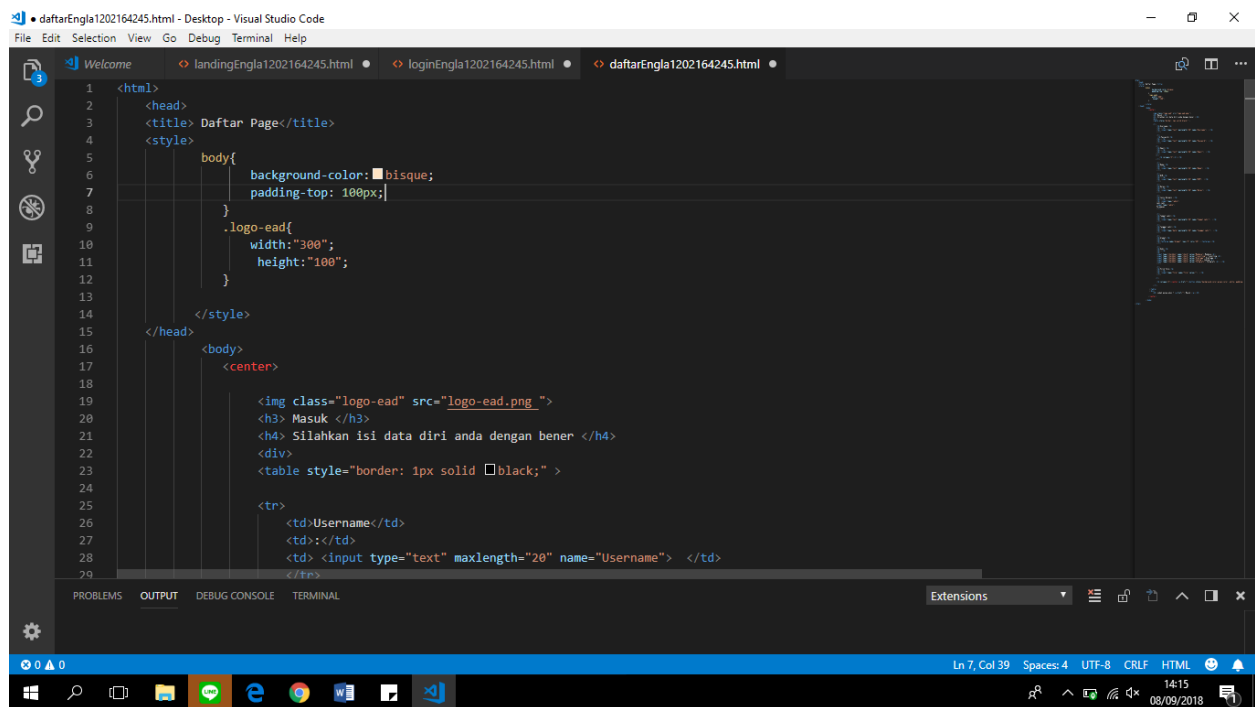 ● daftarEngla1202164245.html - Desktop - Visual Studio Code
File Edit Selection View Go Debug Terminal Help
3
Welcome <> landingEngla1202164245.html ● <> loginEngla1202164245.html ● <> daftarEngla1202164245.html ●
1 <html>
2 <head>
3 <title> Daftar Page</title>
4 <style>
5 body{
6 background-color: bisque;
7 padding-top: 100px;
8 }
9 .logo-ead{
10 width:"300";
11 height:"100";
12 }
13
14 </style>
15 </head>
16 <body>
17 <center>
18
19 <img class="logo-ead" src="logo-ead.png ">
20 <h3> Masuk </h3>
21 <h4> Silahkan isi data diri anda dengan bener </h4>
22 <div>
23 <table style="border: 1px solid black;" >
24
25 <tr>
26 <td>Username</td>
27 <td>:</td>
28 <td> <input type="text" maxlength="20" name="Username"> </td>
29 </tr>
PROBLEMS OUTPUT DEBUG CONSOLE TERMINAL Extensions
0 0 Ln 7, Col 39 Spaces: 4 UTF-8 CRLF HTML
LINE
14:15
08/09/2018
1